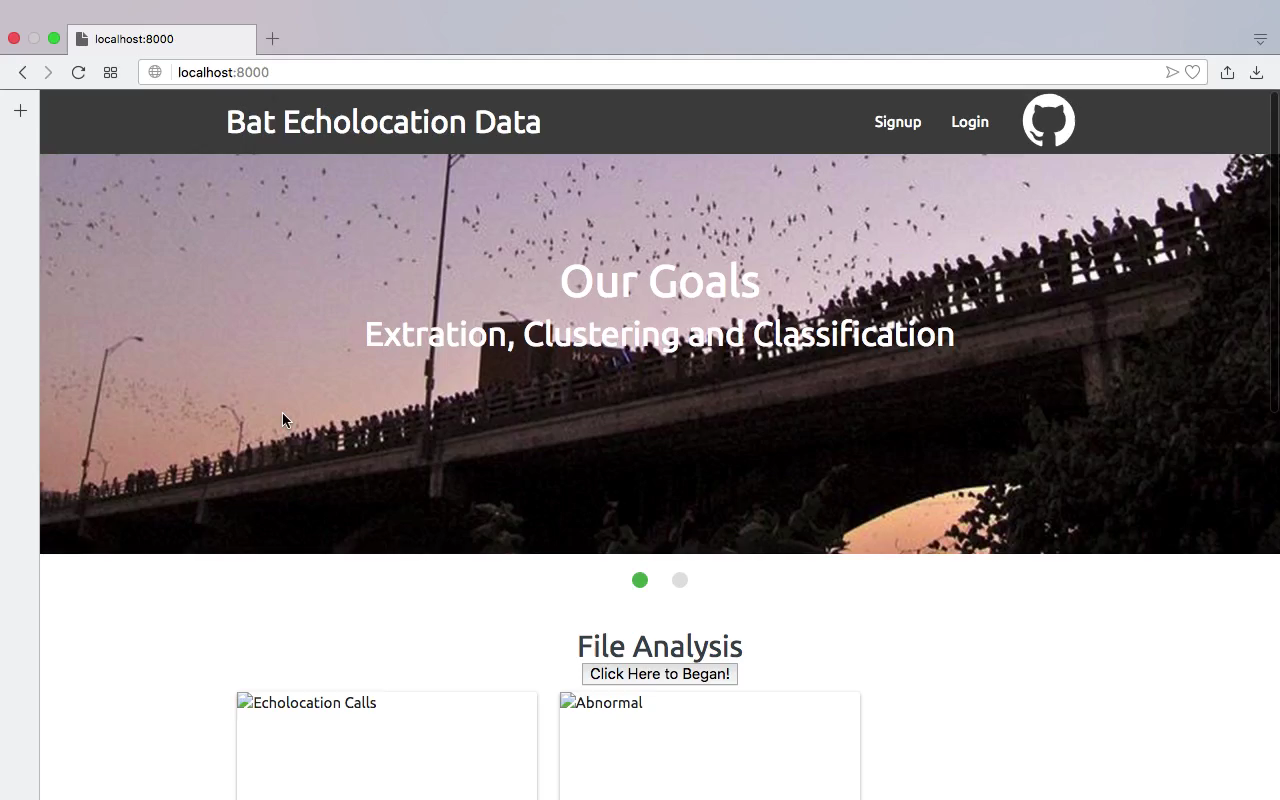 localhost:8000
localhost:8000
Bat Echolocation Data
Signup
Login
Our Goals
Extration, Clustering and Classification
File Analysis
Click Here to Began!
Echolocation Calls
Abnormal